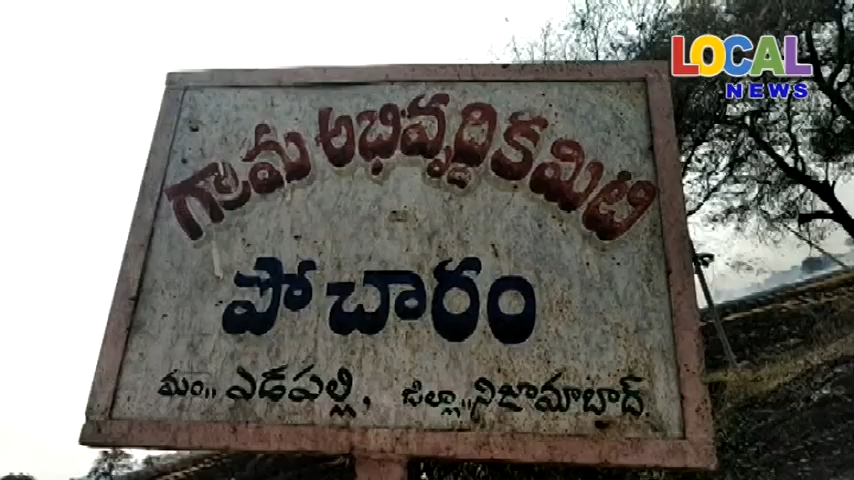 LOCAL
NEWS
గ్రామ అభివృద్ది కమిటి
పోచారం
మం.. ఎడపల్లి, జిల్లా..నిజామాబాద్.